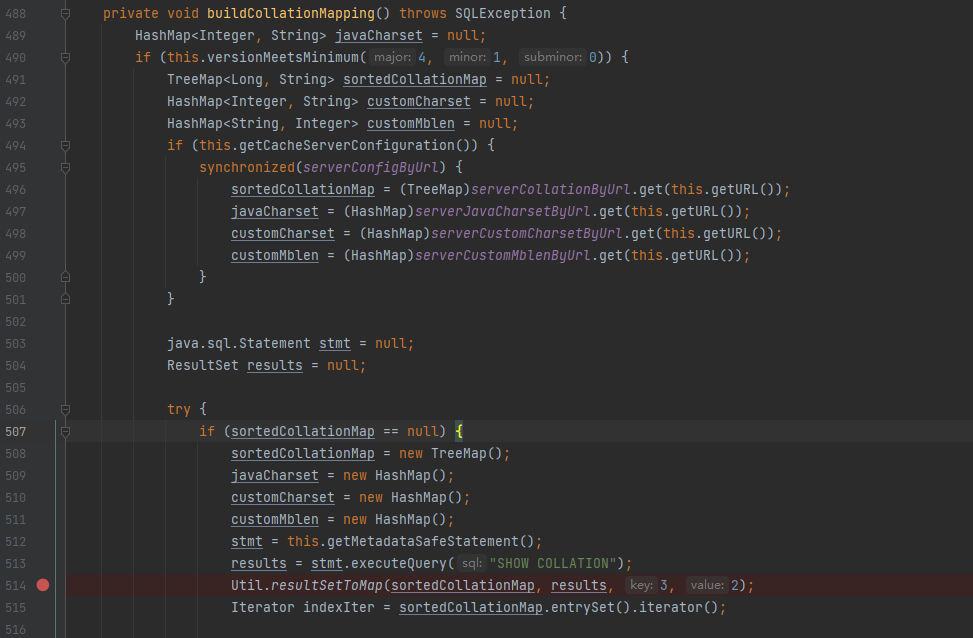 488 private void buildCollationMapping() throws SQLException {
489 HashMap<Integer, String> javaCharset = null;
490 if (this.versionMeetsMinimum( major: 4, minor: 1, subminor: 0)) {
491 TreeMap<Long, String> sortedCollationMap = null;
492 HashMap<Integer, String> customCharset = null;
493 HashMap<String, Integer> customMblen = null;
494 if (this.getCacheServerConfiguration()) {
495 synchronized(serverConfigByUrl) {
496 sortedCollationMap = (TreeMap)serverCollationByUrl.get(this.getURL());
497 javaCharset = (HashMap)serverJavaCharsetByUrl.get(this.getURL());
498 customCharset = (HashMap)serverCustomCharsetByUrl.get(this.getURL());
499 customMblen = (HashMap)serverCustomMblenByUrl.get(this.getURL());
500 }
501 }
502
503 java.sql.Statement stmt = null;
504 ResultSet results = null;
505
506 try {
507 if (sortedCollationMap == null) {
508 sortedCollationMap = new TreeMap();
509 javaCharset = new HashMap();
510 customCharset = new HashMap();
511 customMblen = new HashMap();
512 stmt = this.getMetadataSafeStatement();
513 results = stmt.executeQuery( sql: "SHOW COLLATION");
514 Util.resultSetToMap(sortedCollationMap, results, key: 3, value: 2);
515 Iterator indexIter = sortedCollationMap.entrySet().iterator();
516